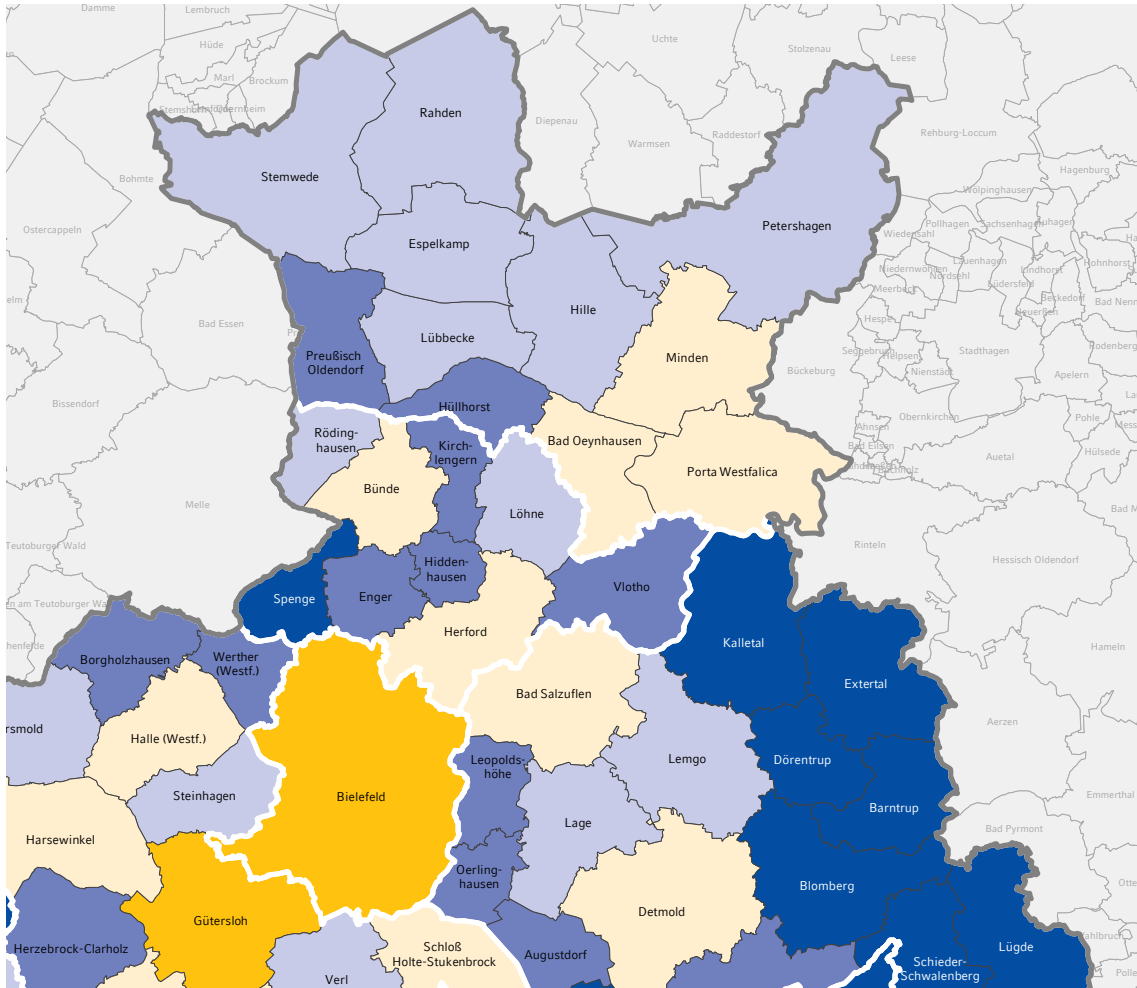 Damme
Lembruch
Hüde
Marl
Brockum
Uchte
Stolzenau
Leese
Rahden
Diepenau
Raddestorf
Warmsen
Rehburg-Loccum
Bohmte
Stemwede
Hagenburg
Wölpinghausen
Ostercappeln
Espelkamp
Petershagen
Pollhagen
Sachsenhagen
Wiedensahl
Lauenhagen
Niedernwöhren
Nordsehl
Lindhorst
Hohnhorst
Lüdersfeld
Meerbeck
Beckedorf
Bad Nenn
Hille
Bad Essen
Hespe
Lübbecke
Minden
Preußisch
Oldendorf
Seggebruch
Helpsen
Stadthagen
Rodenberg
Nienstädt
Bückeburg
Apelern
Bissendorf
Hüllhorst
Obernkirchen
Pohle
Ahnsen
Röding-
hausen
Kirch-
lengern
Bad Oeynhausen
Bad Eilsen
Auetal
Hülsede
Porta Westfalica
Buchholz
Bünde
Melle
Löhne
Teutoburger Wald
Rinteln
Hessisch Oldendorf
Hidden-
hausen
Vlotho
Enger
Spenge
Herford
Kalletal
Hameln
Borgholzhausen
Werther
(Westf.)
Extertal
Bad Salzuflen
Aerzen
rsmold
Halle (Westf.)
Leopolds-
höhe
Lemgo
Dörentrup
Steinhagen
Bielefeld
Emmerthal
Barntrup
Lage
Bad Pyrmont
Harsewinkel
Oerling-
hausen
Blomberg
Detmold
Gütersloh
Herzebrock-Clarholz
Schloß
Holte-Stukenbrock
Augustdorf
Lügde
Schieder-
Schwalenberg
Verl